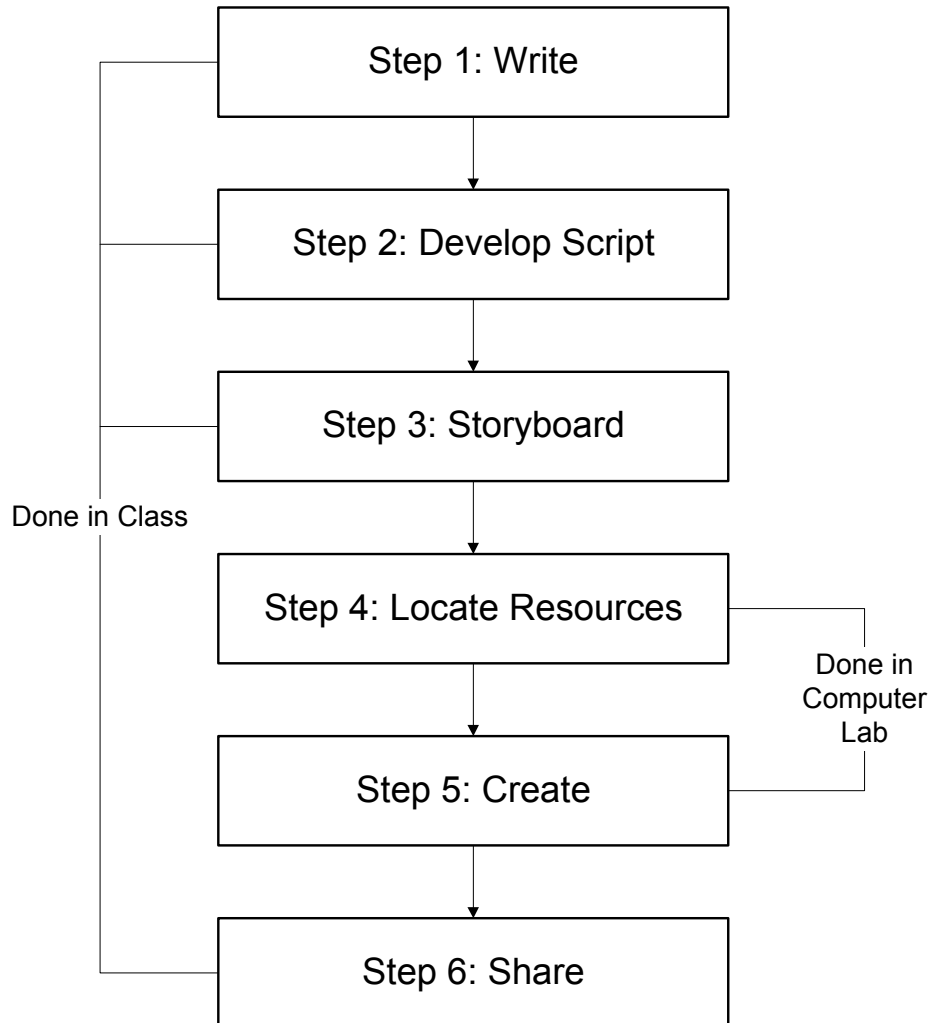 Step 1: Write
Step 2: Develop Script
Step 3: Storyboard
Done in Class
Step 4: Locate Resources
Done in
Computer
Lab
Step 5: Create
Step 6: Share